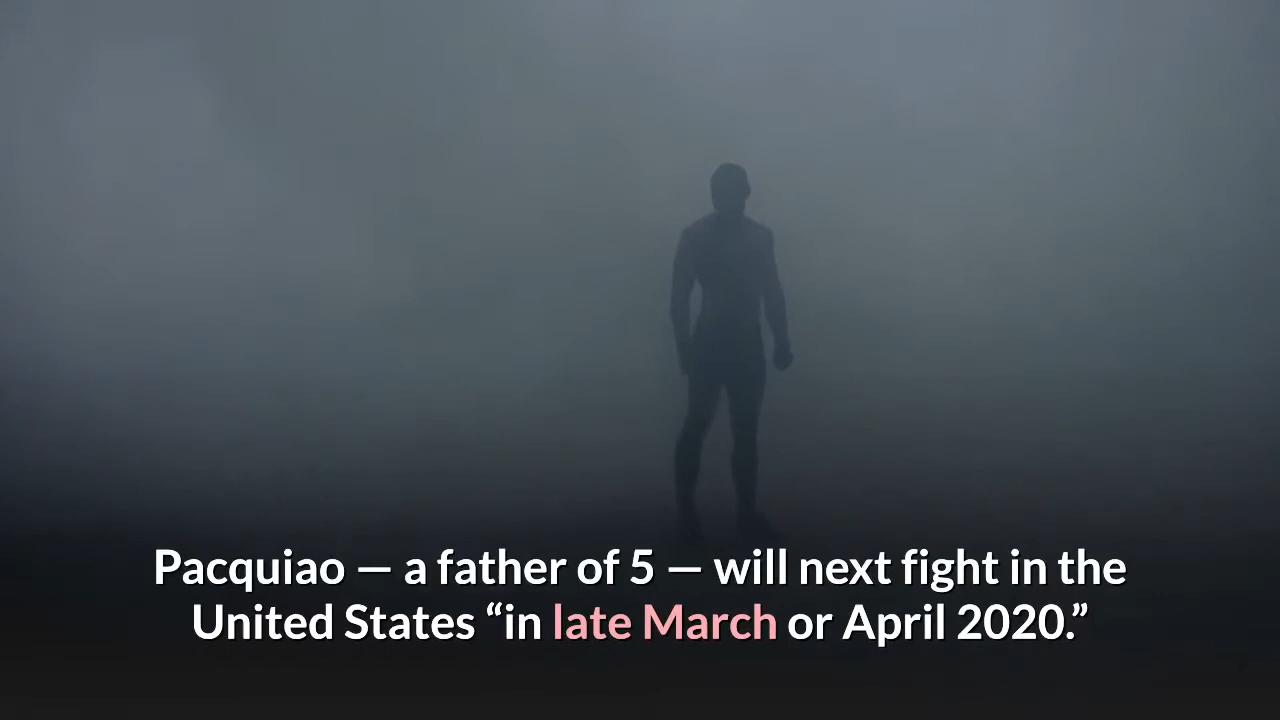 Pacquiao — a father of 5 — will next fight in the
United States “in late March or April 2020.”